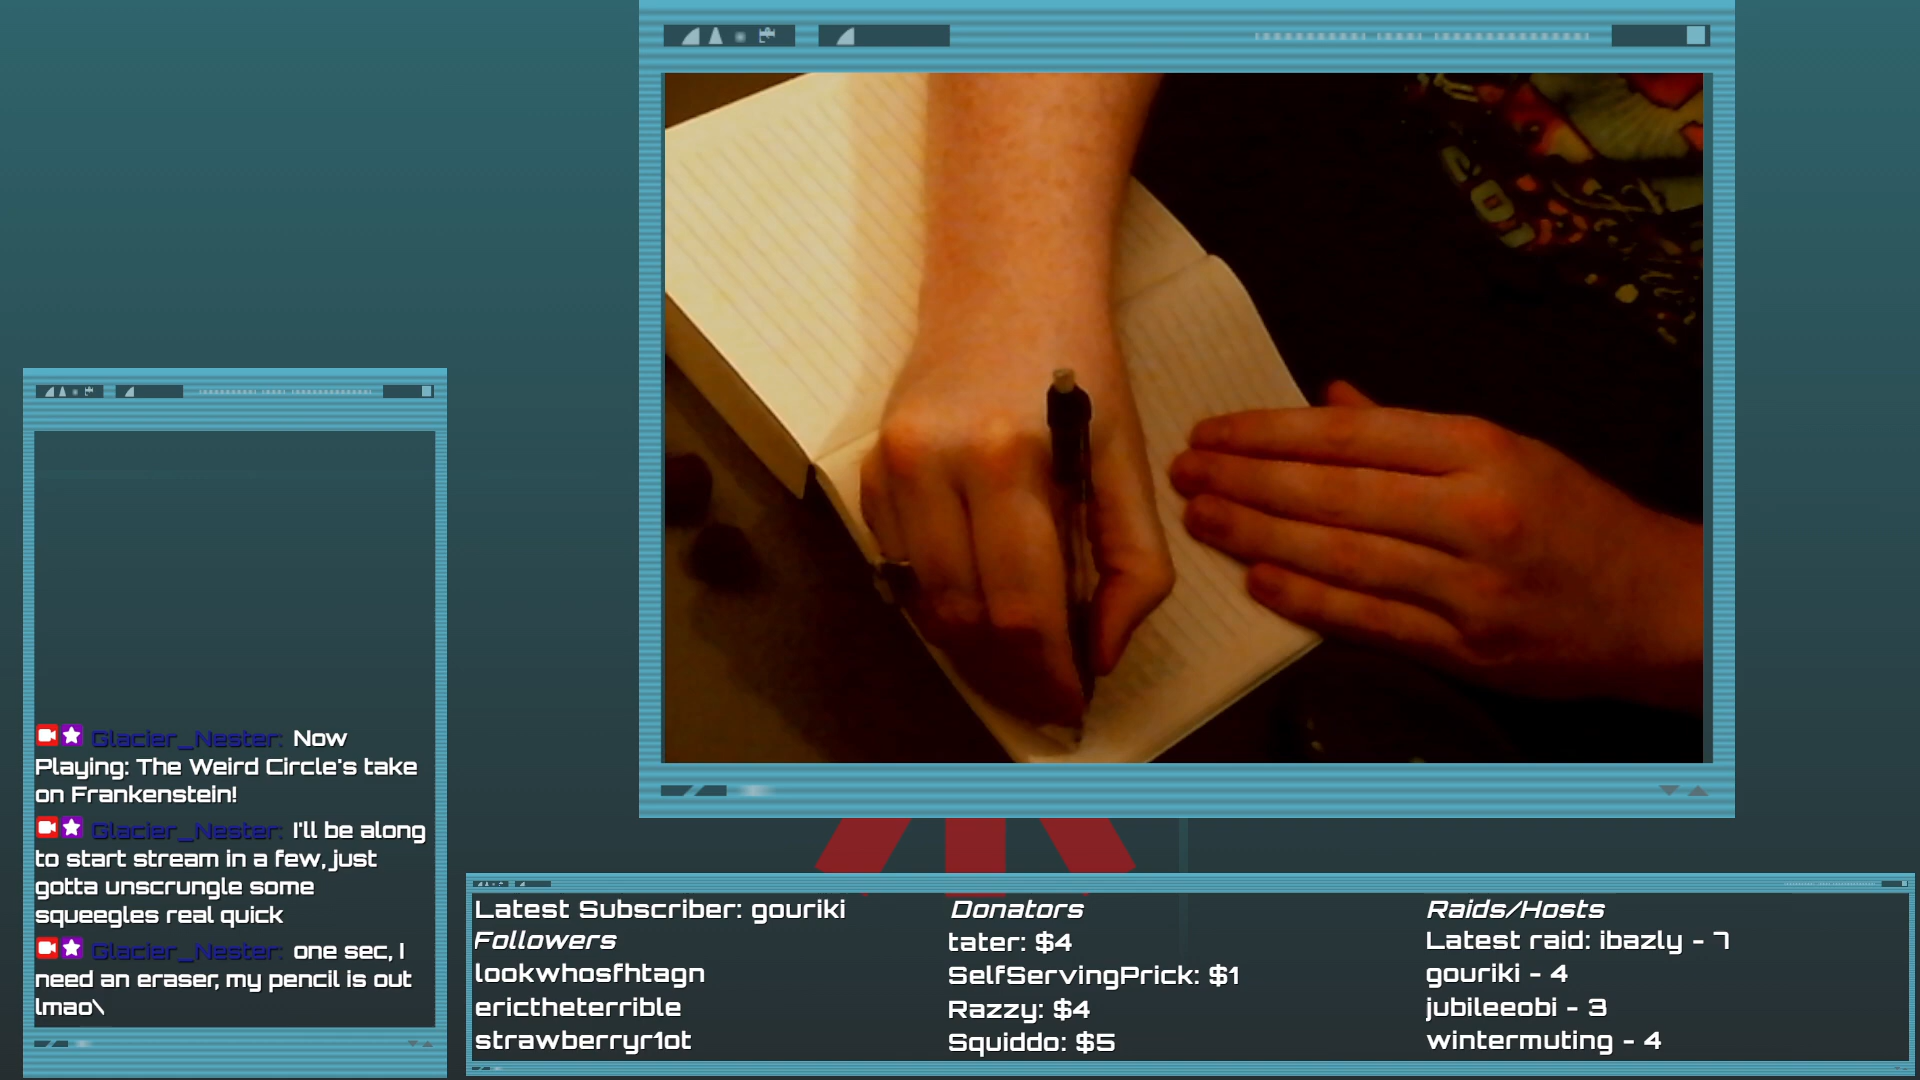 Glacier_Nester: Now
Playing: The Weird Circle's take
on Frankenstein!
Glacier_Nester: I'll be along
to start stream in a few, just
gotta unscrungle some
squeegles real quick
Glacier_Nester: one sec, I
need an eraser, my pencil is out
lmao\
Latest Subscriber: gouriki
Followers
lookwhosfhtagn
erictheterrible
strawberryr1ot
Donators
tater: $4
SelfServingPrick: $1
Razzy: $4
Squiddo: $5
Raids/Hosts
Latest raid: ibazly - 7
gouriki - 4
jubileeobi - 3
wintermuting - 4